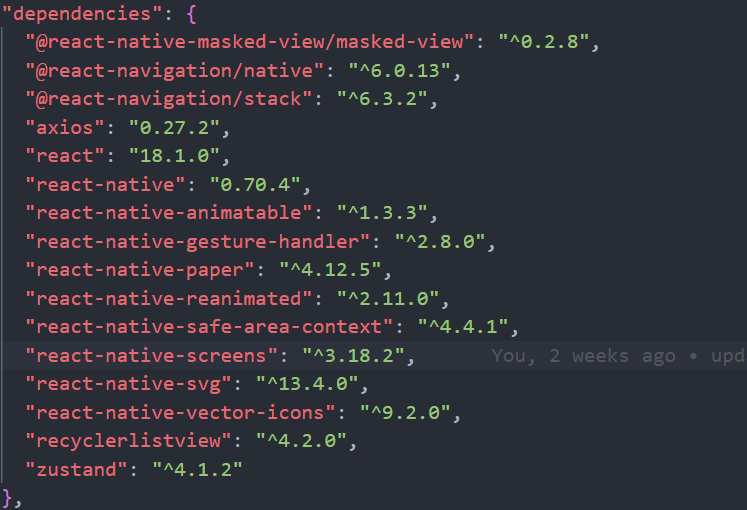 "dependencies": {
"@react-native-masked-view/masked-view": "^0.2.8",
"@react-navigation/native": "^6.0.13",
"@react-navigation/stack": "^6.3.2",
"axios": "0.27.2",
"react": "18.1.0",
"react-native": "0.70.4",
"react-native-animatable": "^1.3.3",
"react-native-gesture-handler": "^2.8.0",
"react-native-paper": "^4.12.5",
"react-native-reanimated": "^2.11.0",
"react-native-safe-area-context": "^4.4.1",
"react-native-screens": "^3.18.2", You, 2 weeks ago • upd
"react-native-svg": "^13.4.0",
"react-native-vector-icons": "^9.2.0",
"recyclerlistview": "^4.2.0",
"zustand": "^4.1.2"
},